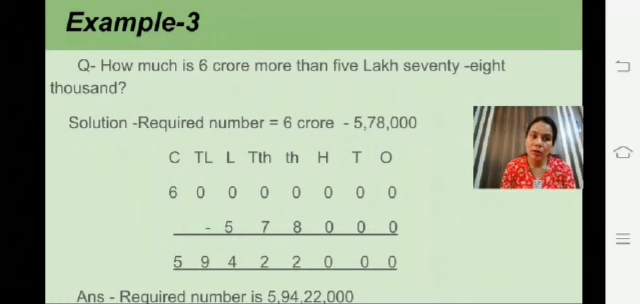 Example-3
Q- How much is 6 crore more than five Lakh seventy -eight
thousand?
Solution -Required number = 6 crore - 5,78,000
C TL L Tth th H T O
6 0 0 0 0 0 0 0
- 5 7 8 0 0 0
5 9 4 2 2 0 0 0
Ans - Required number is 5,94,22,000